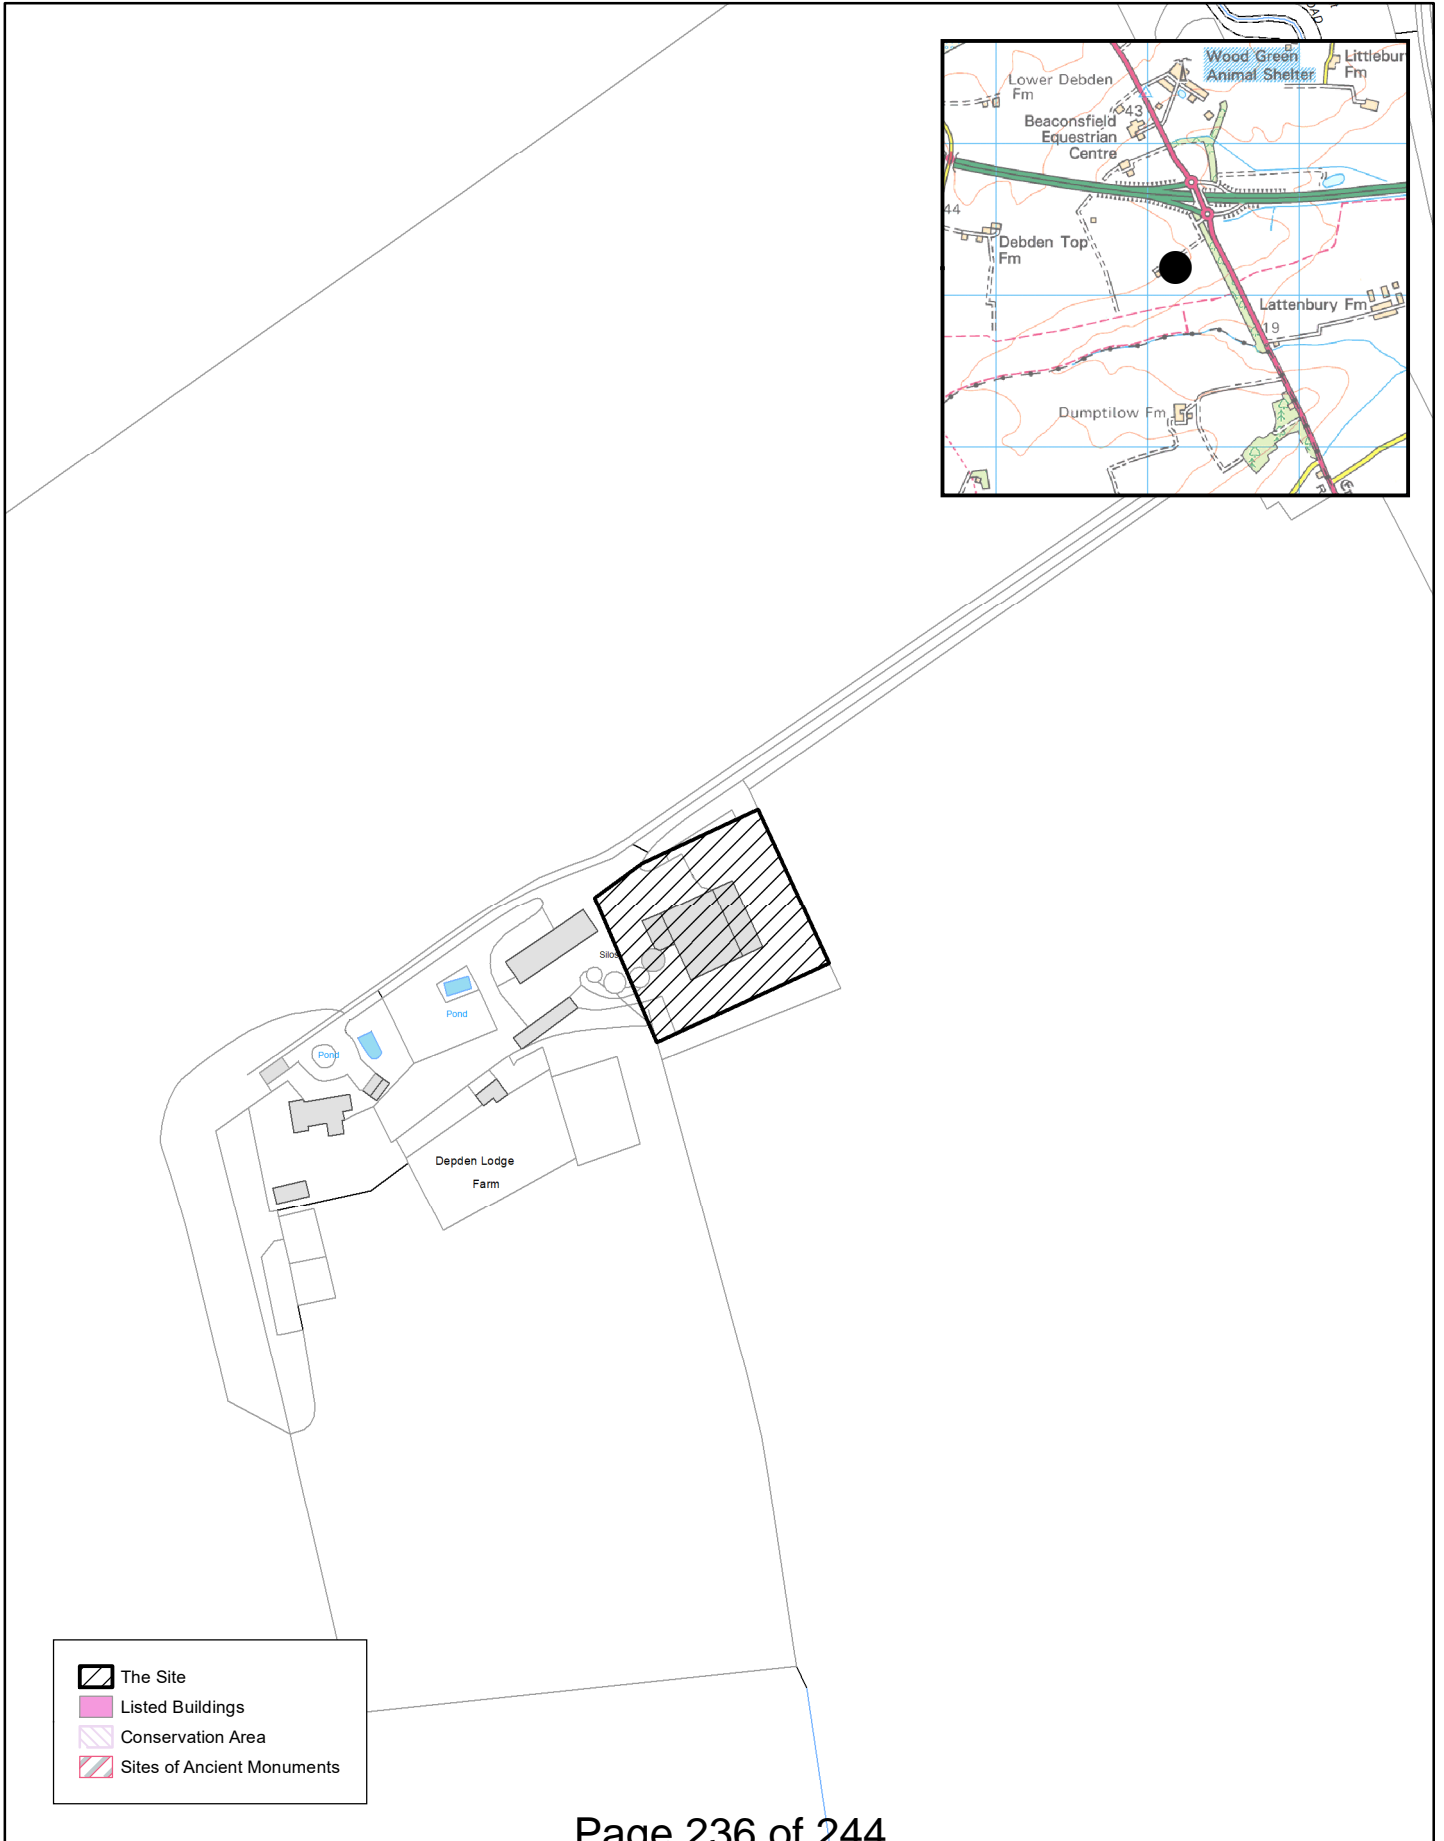 Wood Green
Animal Shelter
Fm
Lower Debden
Fm
43
Beaconsfield
Equestrian
Centre
44
Debden Top
Fm
Lattenbury Fm
19
Dumptilow Fm
Silos
Pond
Pond
Depden Lodge
Farm
The Site
Listed Buildings
Conservation Area
Sites of Ancient Monuments
Page 236 of 244